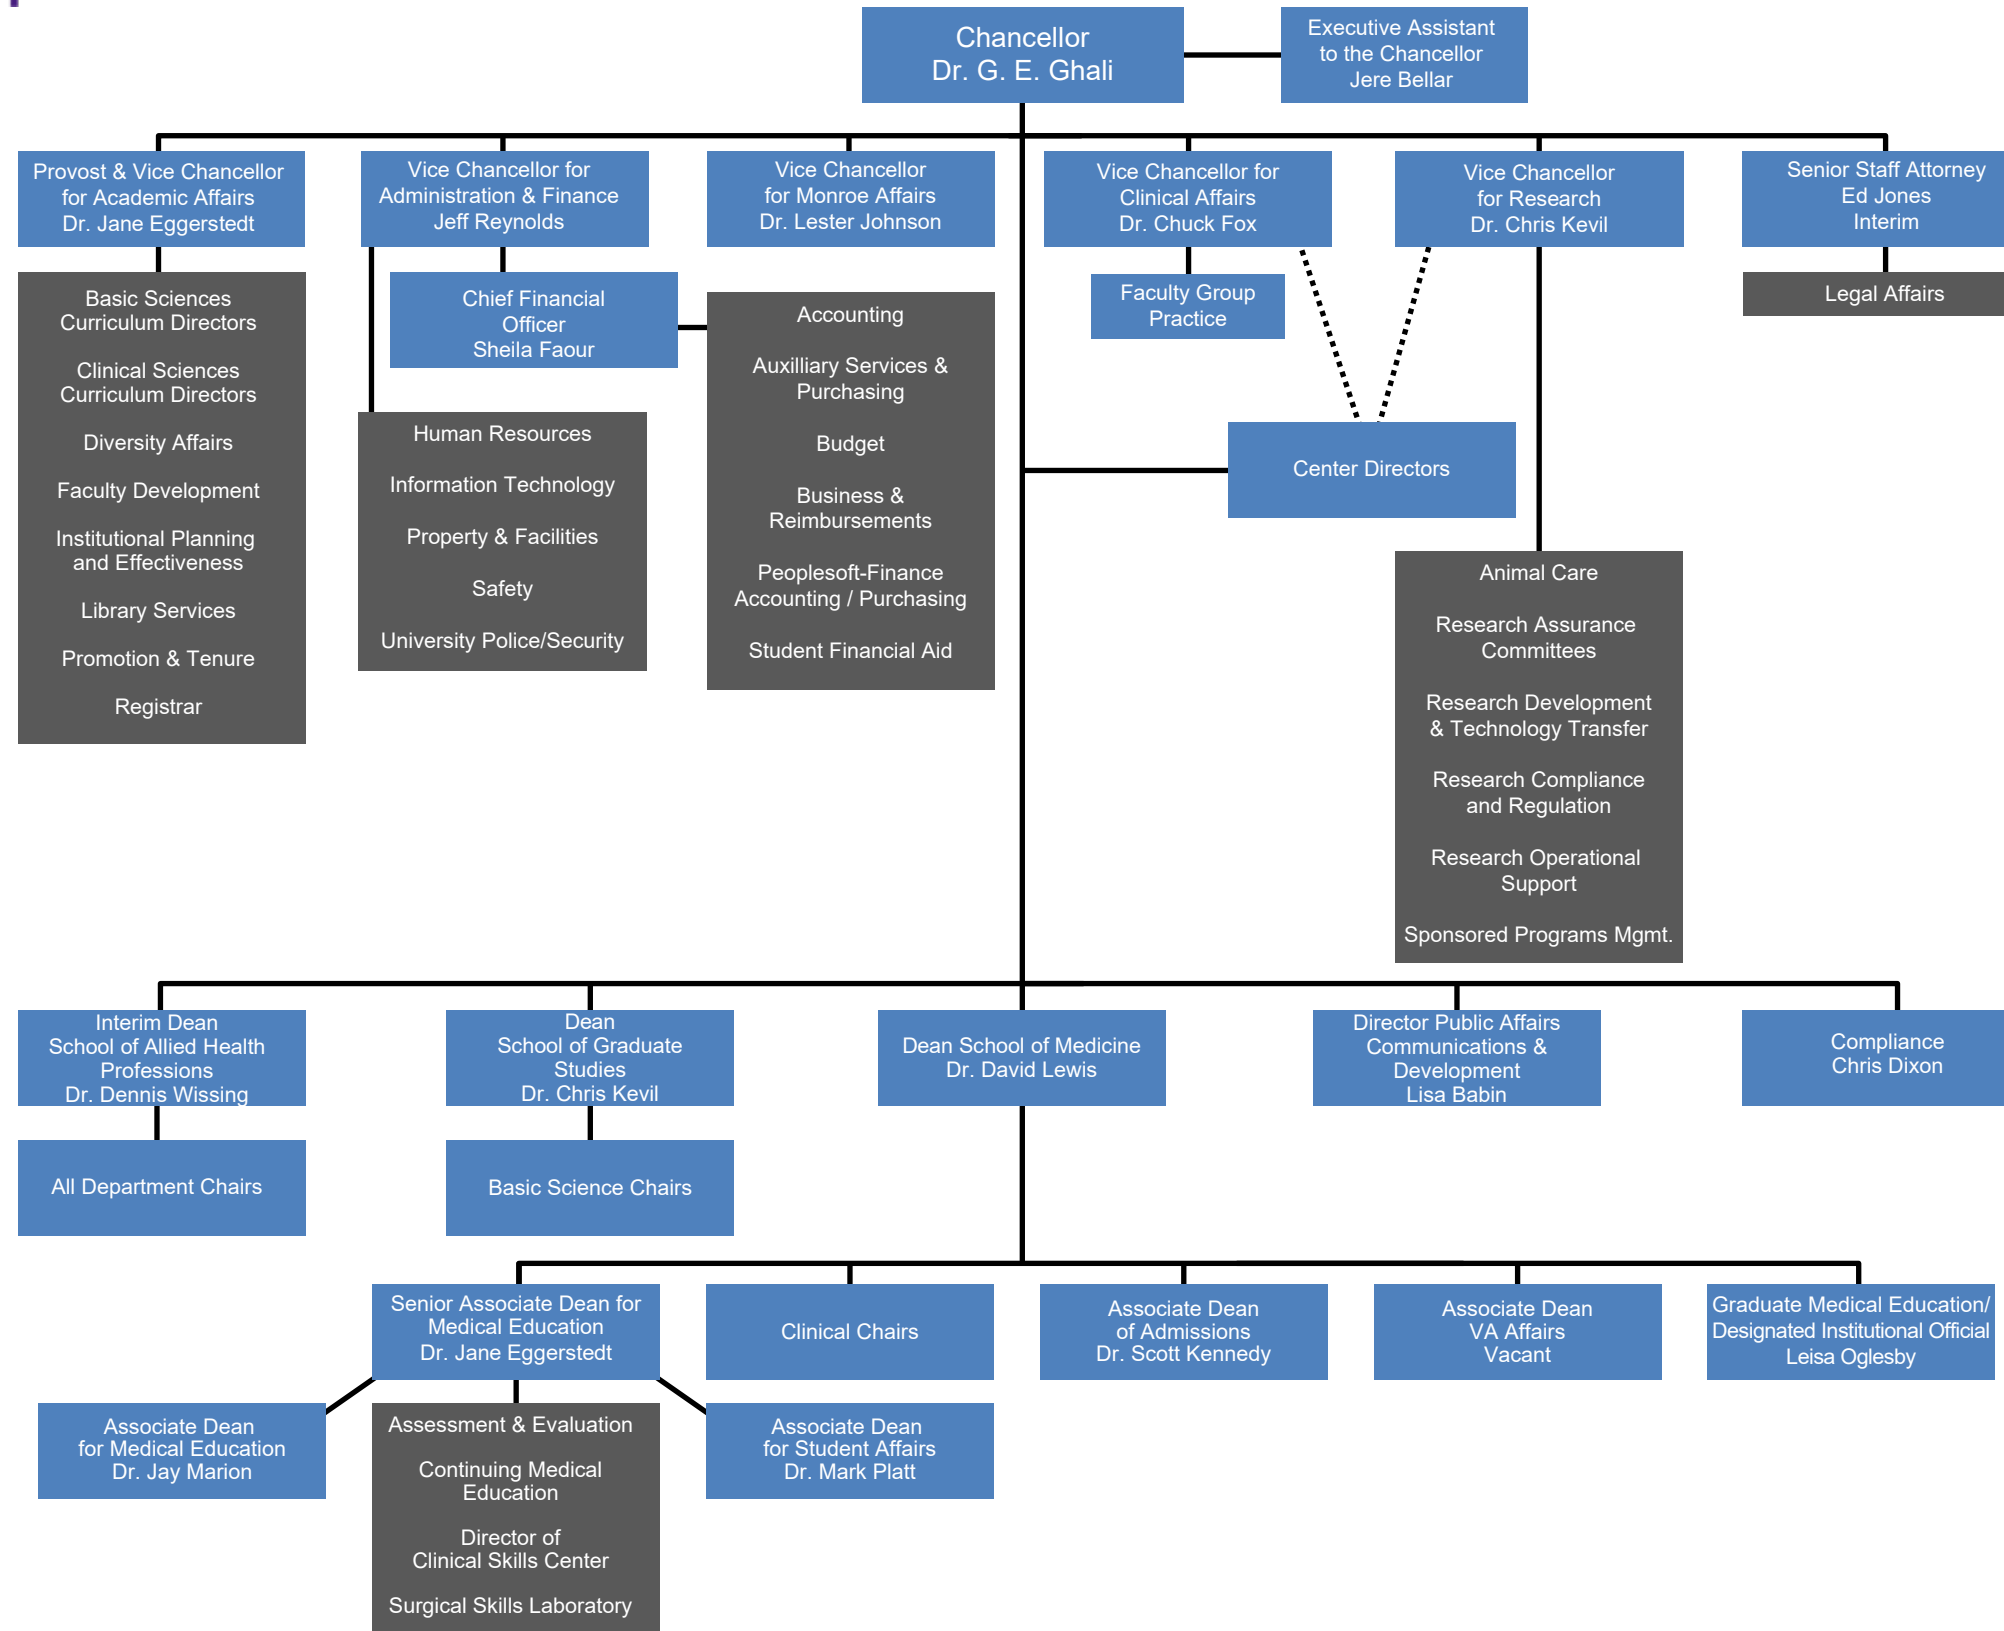 Chancellor
Dr. G. E. Ghali
Executive Assistant
to the Chancellor
Jere Bellar
Provost & Vice Chancellor
for Academic Affairs
Dr. Jane Eggerstedt
Vice Chancellor for
Administration & Finance
Jeff Reynolds
Vice Chancellor
for Monroe Affairs
Dr. Lester Johnson
Vice Chancellor for
Clinical Affairs
Dr. Chuck Fox
Vice Chancellor
for Research
Dr. Chris Kevil
Senior Staff Attorney
Ed Jones
Interim
Basic Sciences
Curriculum Directors
Clinical Sciences
Curriculum Directors
Diversity Affairs
Faculty Development
Institutional Planning
and Effectiveness
Library Services
Promotion & Tenure
Registrar
Chief Financial
Officer
Sheila Faour
Human Resources
Information Technology
Property & Facilities
Safety
University Police/Security
Accounting
Auxilliary Services &
Purchasing
Budget
Business &
Reimbursements
Peoplesoft-Finance
Accounting / Purchasing
Student Financial Aid
Faculty Group
Practice
Legal Affairs
Center Directors
Animal Care
Research Assurance
Committees
Research Development
& Technology Transfer
Research Compliance
and Regulation
Research Operational
Support
Sponsored Programs Mgmt.
Interim Dean
School of Allied Health
Professions
Dr. Dennis Wissing
Dean
School of Graduate
Studies
Dr. Chris Kevil
Dean School of Medicine
Dr. David Lewis
Director Public Affairs
Communications &
Development
Lisa Babin
Compliance
Chris Dixon
All Department Chairs
Basic Science Chairs
Senior Associate Dean for
Medical Education
Dr. Jane Eggerstedt
Clinical Chairs
Associate Dean
of Admissions
Dr. Scott Kennedy
Associate Dean
VA Affairs
Vacant
Graduate Medical Education/
Designated Institutional Official
Leisa Oglesby
Associate Dean
for Medical Education
Dr. Jay Marion
Assessment & Evaluation
Continuing Medical
Education
Director of
Clinical Skills Center
Surgical Skills Laboratory
Associate Dean
for Student Affairs
Dr. Mark Platt